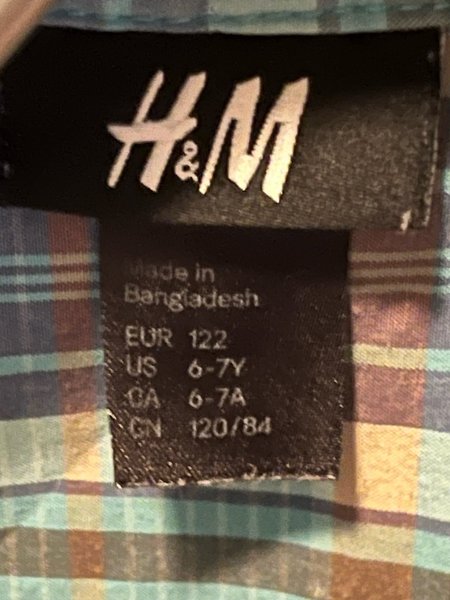 H&M
Made in
Bangladesh
EUR 122
US 6-7Y
CA 6-7A
CN 120/84